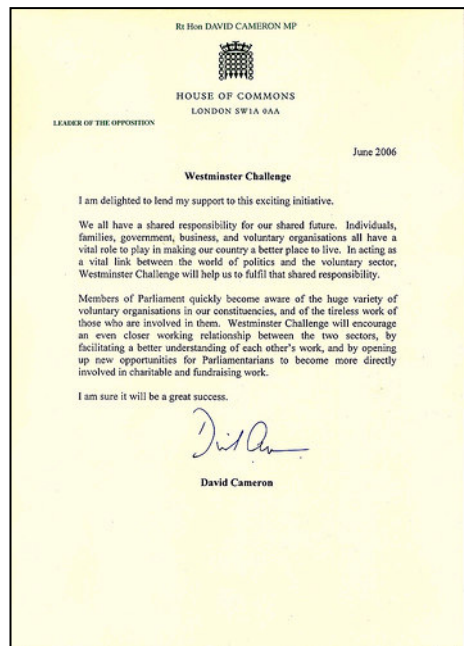 Rt Hon DAVID CAMERON MP
HOUSE OF COMMONS
LONDON SW1A 0AA
LEADER OF THE OPPOSITION
June 2006
Westminster Challenge
I am delighted to lend my support to this exciting initiative.
We all have a shared responsibility for our shared future. Individuals,
families, government, business, and voluntary organisations all have a
vital role to play in making our country a better place to live. In acting as
a vital link between the world of politics and the voluntary sector,
Westminster Challenge will help us to fulfil that shared responsibility.
Members of Parliament quickly become aware of the huge variety of
voluntary organisations in our constituencies, and of the tireless work of
those who are involved in them. Westminster Challenge will encourage
an even closer working relationship between the two sectors, by
facilitating a better understanding of each other's work, and by opening
up new opportunities for Parliamentarians to become more directly
involved in charitable and fundraising work.
I am sure it will be a great success.
David Cameron